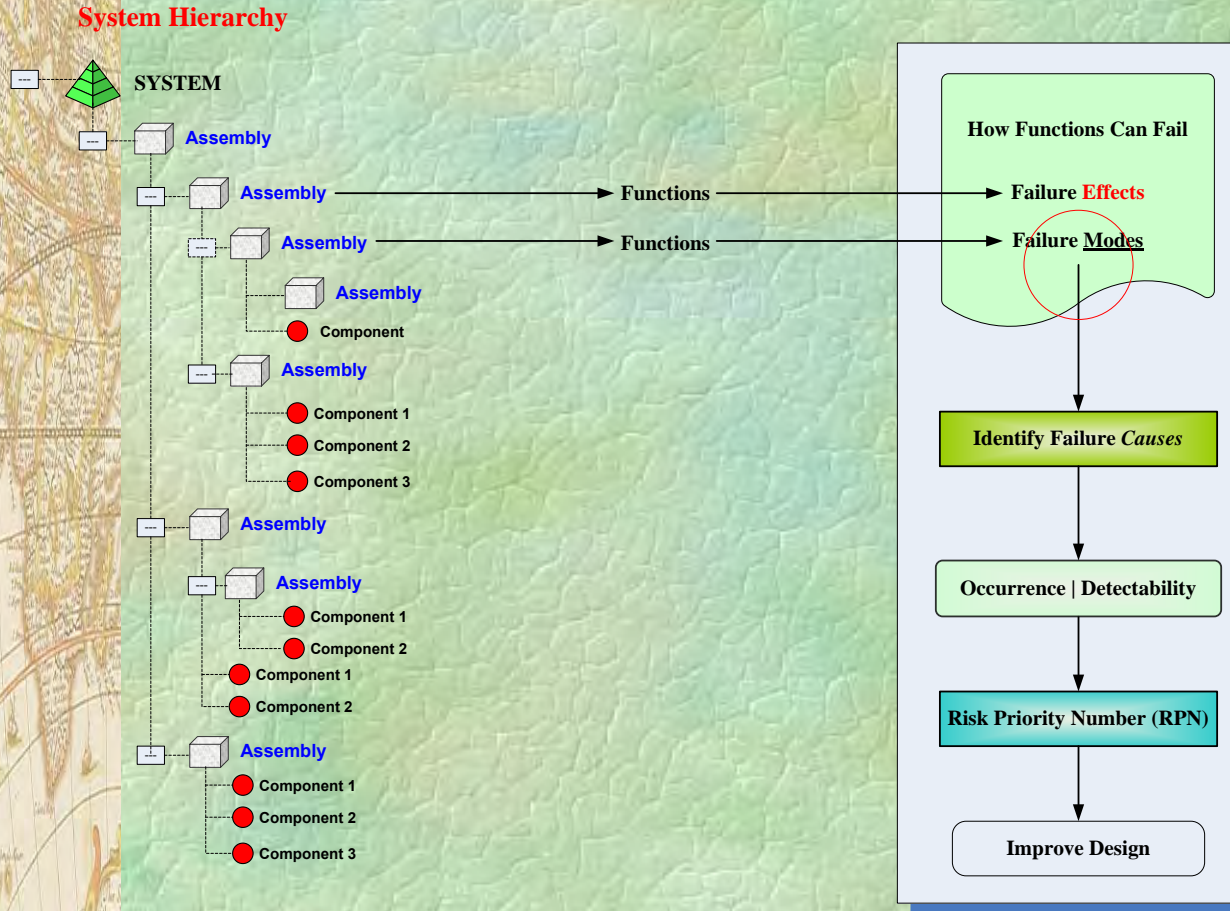 System Hierarchy
---
SYSTEM
---
Assembly
---
Assembly
Functions
---
Assembly
Functions
Assembly
Component
---
Assembly
Component 1
Component 2
Component 3
---
Assembly
---
Assembly
Component 1
Component 2
Component 1
Component 2
---
Assembly
Component 1
Component 2
Component 3
How Functions Can Fail
Failure Effects
Failure Modes
Identify Failure Causes
Occurrence | Detectability
Risk Priority Number (RPN)
Improve Design